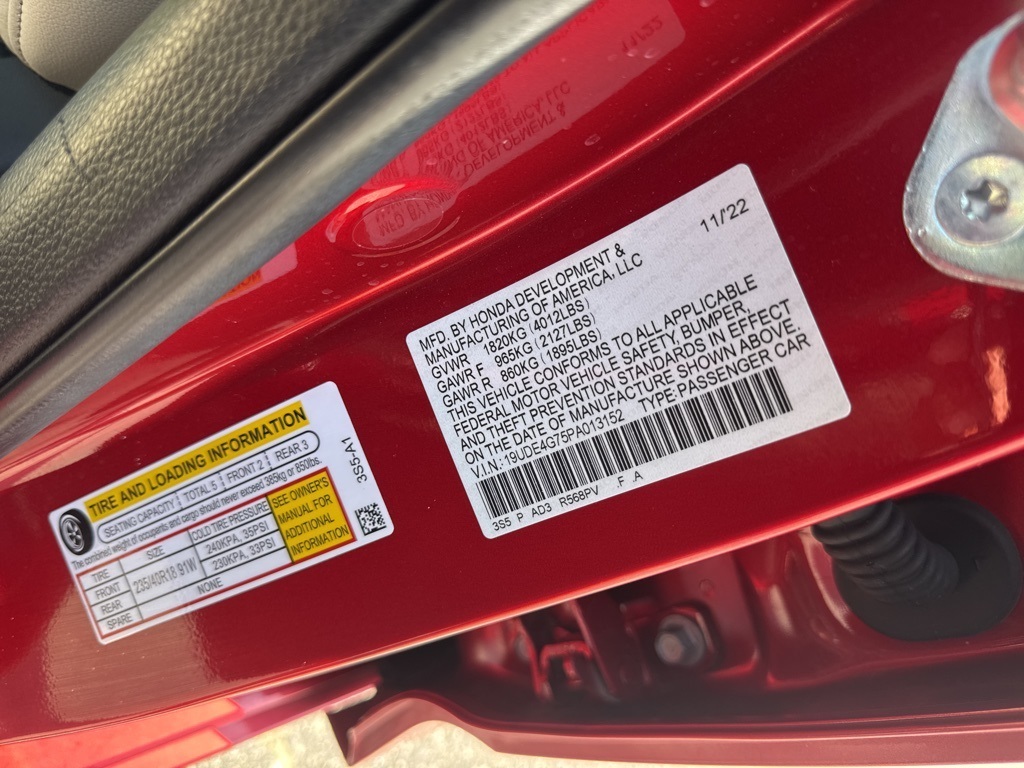 MFD. BY HONDA DEVELOPMENT & 11/'22
MANUFACTURING OF AMERICA, LLC
GVWR 1820KG(4012LBS)
GAWR F 965KG(2127LBS)
GAWR R 860KG(1895LBS)
THIS VEHICLE CONFORMS TO ALL APPLICABLE
FEDERAL MOTOR VEHICLE SAFETY, BUMPER,
AND THEFT PREVENTION STANDARDS IN EFFECT
ON THE DATE OF MANUFACTURE SHOWN ABOVE.
V.I.N: 19UDE4G75PA013152 TYPE:PASSENGER CAR
3S5 P AD3 R568PV F .A
TIRE AND LOADING INFORMATION
SEATING CAPACITY TOTAL 5 FRONT 2 REAR 3
The combined weight of occupants and cargo should never exceed 385kg or 850lbs.
TIRE SIZE COLD TIRE PRESSURE
FRONT 235/40R18 91W 240KPA, 35PSI
REAR 230KPA, 33PSI
SPARE NONE
SEE OWNER'S
MANUAL FOR
ADDITIONAL
INFORMATION
3S5-A1